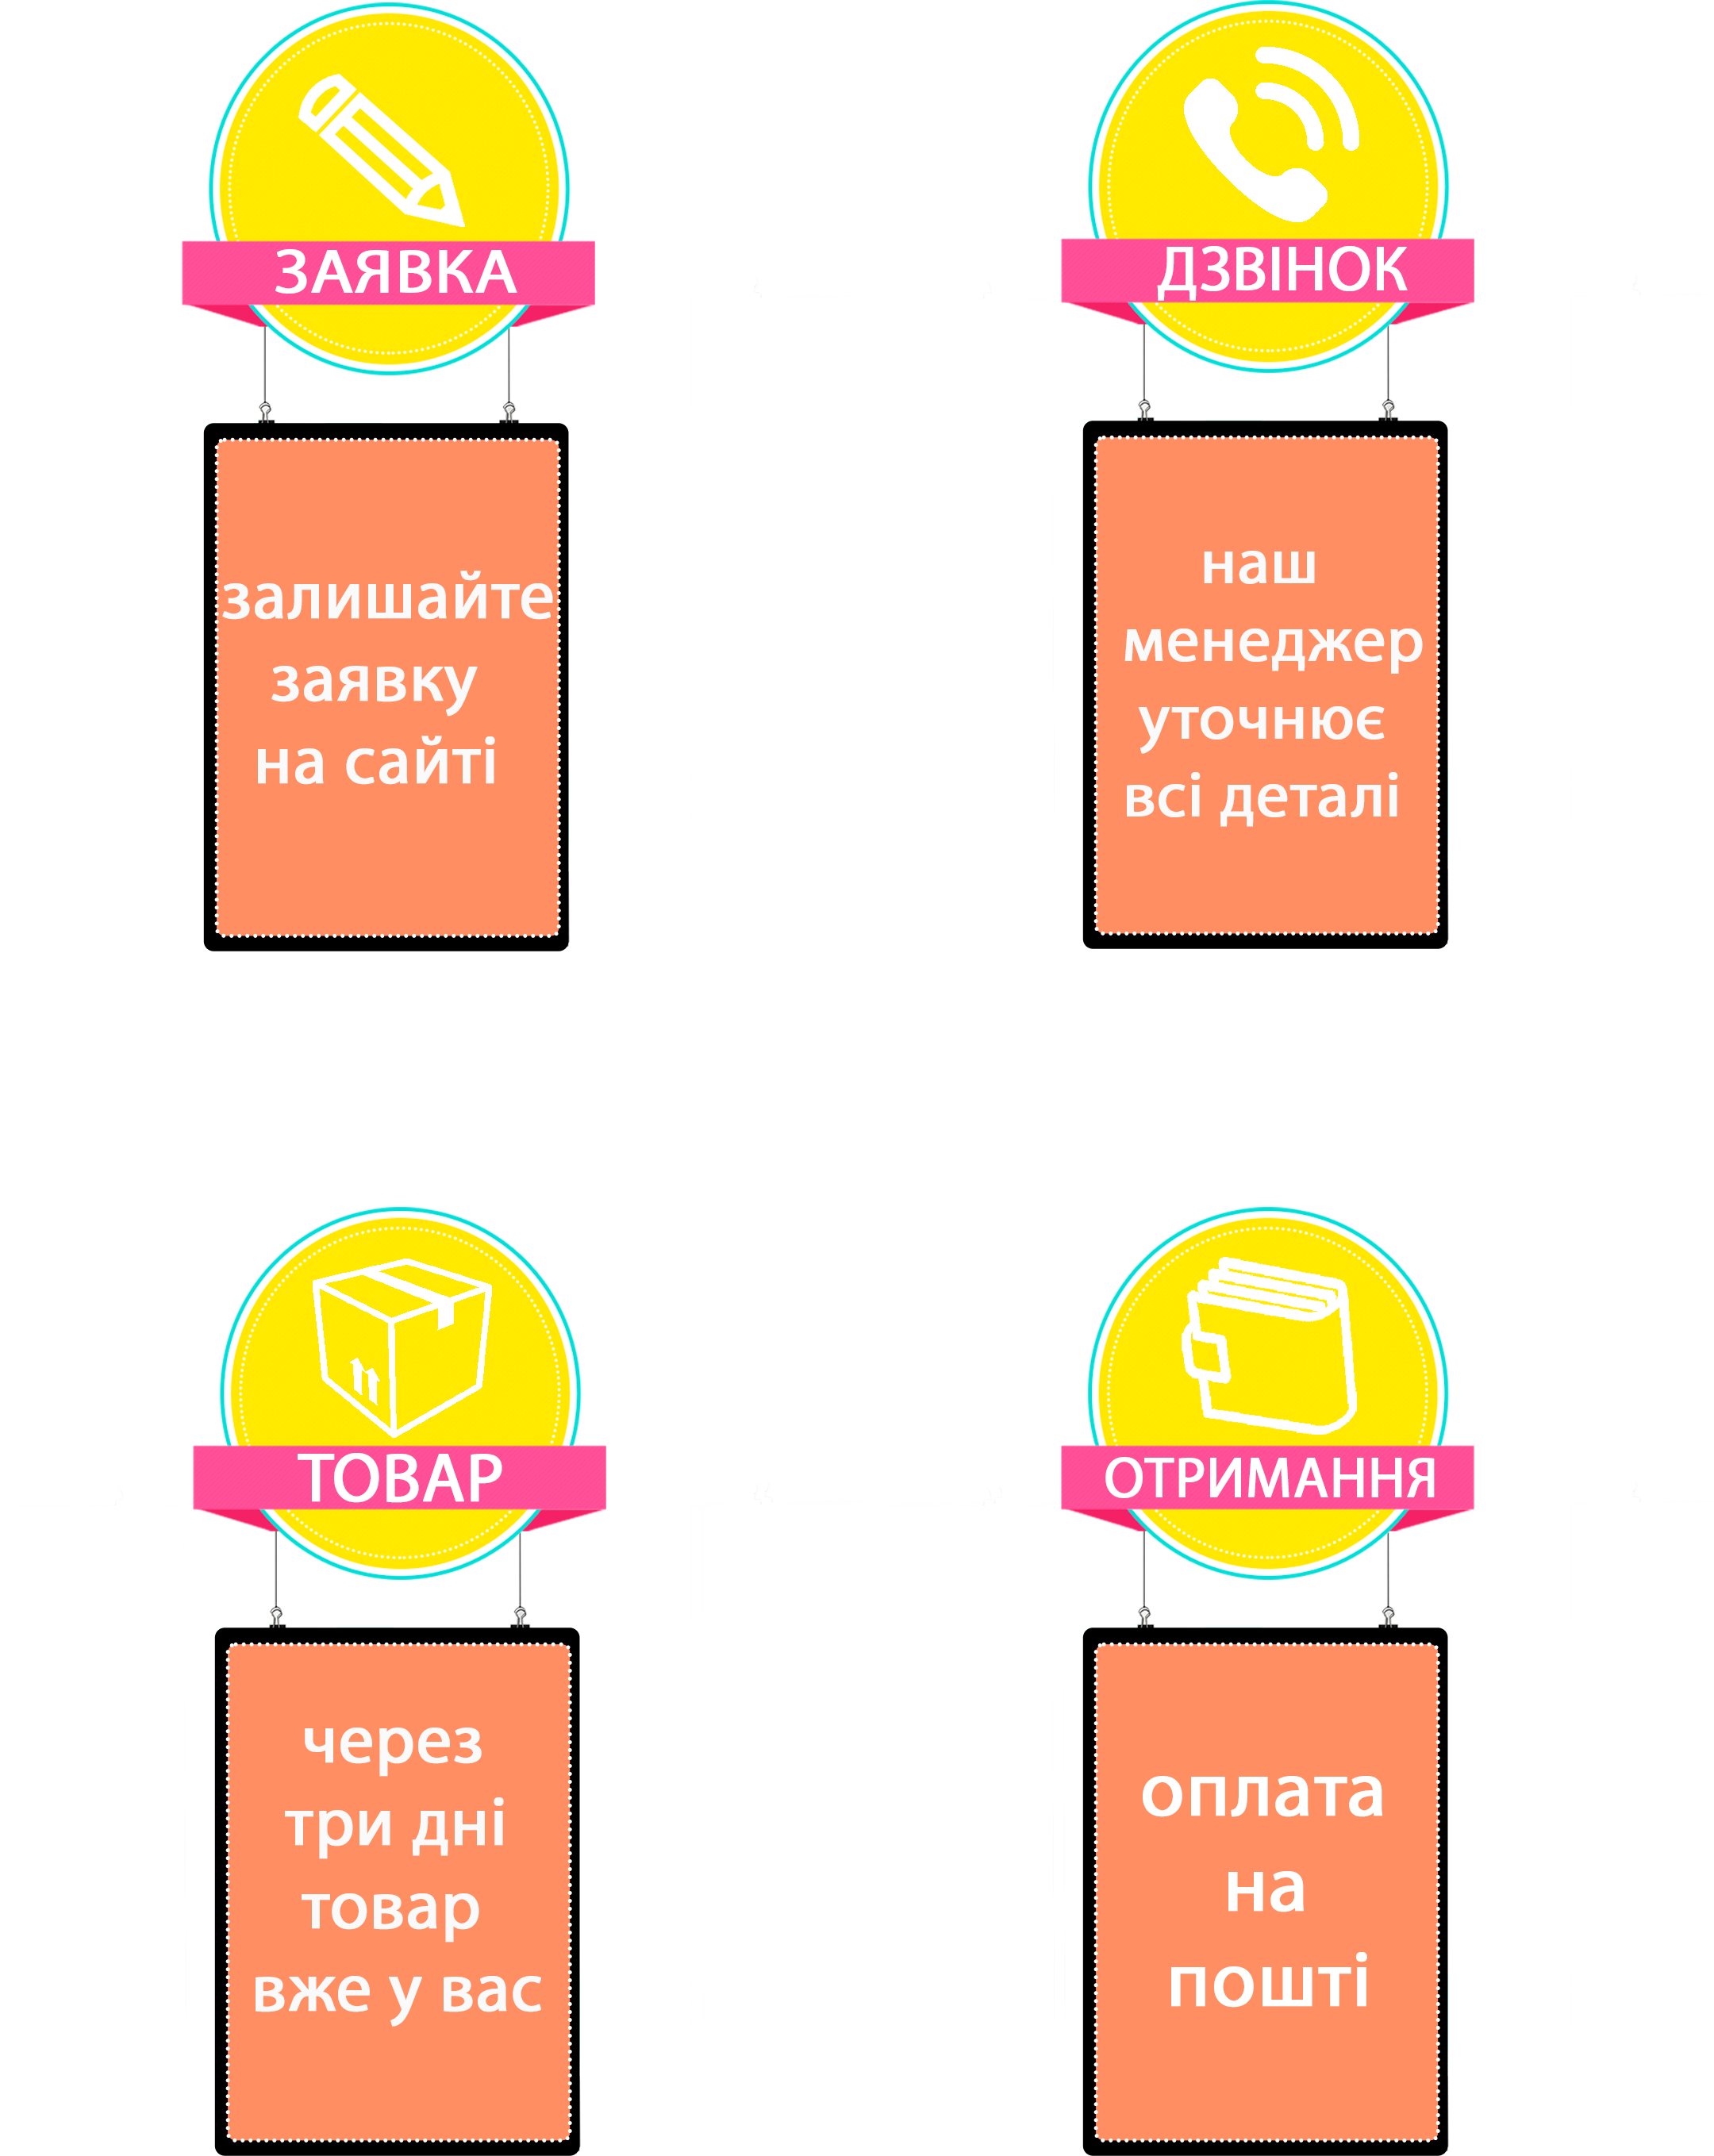 ЗАЯВКА
залишайте
заявку
на сайті
ДЗВІНОК
наш
менеджер
уточнює
всі деталі
ТОВАР
через
три дні
товар
вже у вас
ОТРИМАННЯ
оплата
на
пошті